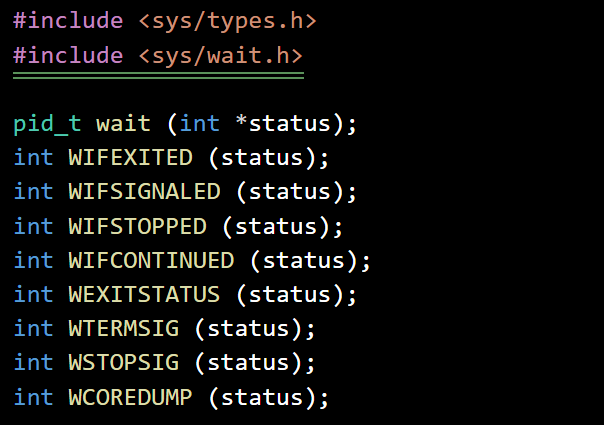 #include <sys/types.h>
#include <sys/wait.h>
pid_t wait (int *status);
int WIFEXITED (status);
int WIFSIGNALED (status);
int WIFSTOPPED (status);
int WIFCONTINUED (status);
int WEXITSTATUS (status);
int WTERMSIG (status);
int WSTOPSIG (status);
int WCOREDUMP (status);